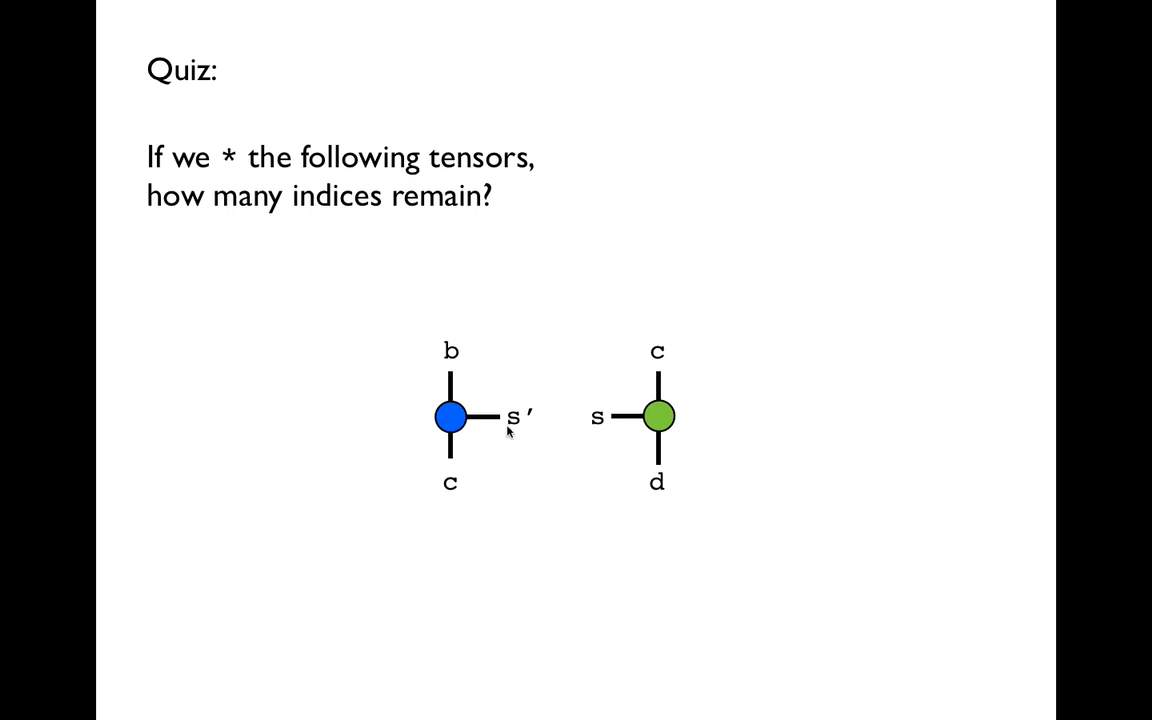 Quiz:
If we * the following tensors,
how many indices remain?
b
c
s′
s
c
d